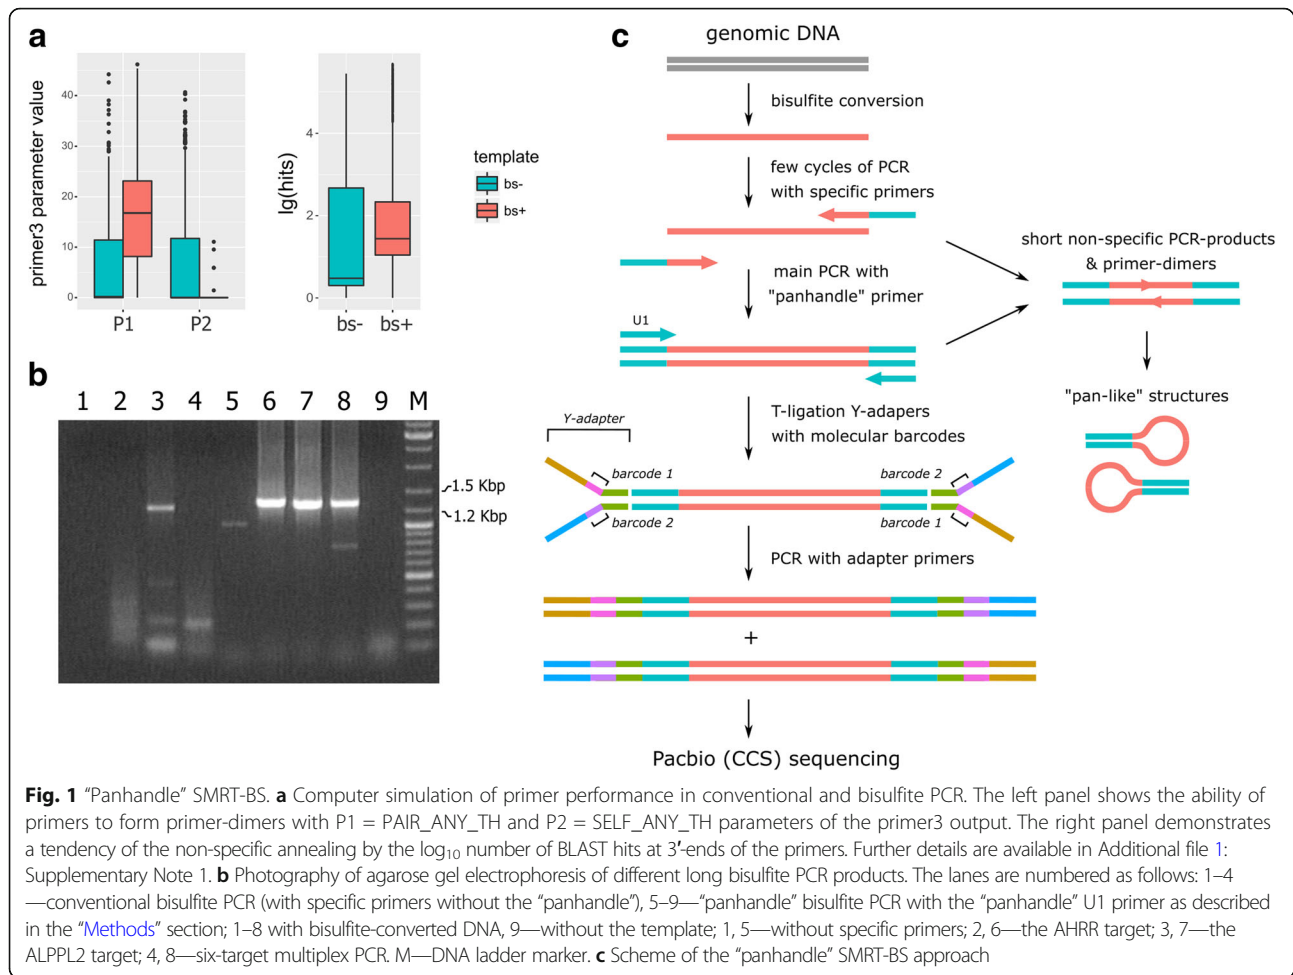 a
primer3 parameter value
40
30
20
10
0
P1
P2
lg(hits)
4
2
0
bs-
bs+
template
bs-
bs+
b
1 2 3 4 5 6 7 8 9 M
1.5 Kbp
1.2 Kbp
c
genomic DNA
bisulfite conversion
few cycles of PCR
with specific primers
main PCR with
"panhandle" primer
short non-specific PCR-products
& primer-dimers
U1
"pan-like" structures
T-ligation Y-adapers
with molecular barcodes
Y-adapter
barcode 1
barcode 2
barcode 2
barcode 1
PCR with adapter primers
+
Pacbio (CCS) sequencing
Fig. 1 “Panhandle” SMRT-BS. a Computer simulation of primer performance in conventional and bisulfite PCR. The left panel shows the ability of
primers to form primer-dimers with P1 = PAIR_ANY_TH and P2 = SELF_ANY_TH parameters of the primer3 output. The right panel demonstrates
a tendency of the non-specific annealing by the log10 number of BLAST hits at 3′-ends of the primers. Further details are available in Additional file 1:
Supplementary Note 1. b Photography of agarose gel electrophoresis of different long bisulfite PCR products. The lanes are numbered as follows: 1–4
—conventional bisulfite PCR (with specific primers without the “panhandle”), 5–9—“panhandle” bisulfite PCR with the “panhandle” U1 primer as described
in the “Methods” section; 1–8 with bisulfite-converted DNA, 9—without the template; 1, 5—without specific primers; 2, 6—the AHRR target; 3, 7—the
ALPPL2 target; 4, 8—six-target multiplex PCR. M—DNA ladder marker. c Scheme of the “panhandle” SMRT-BS approach